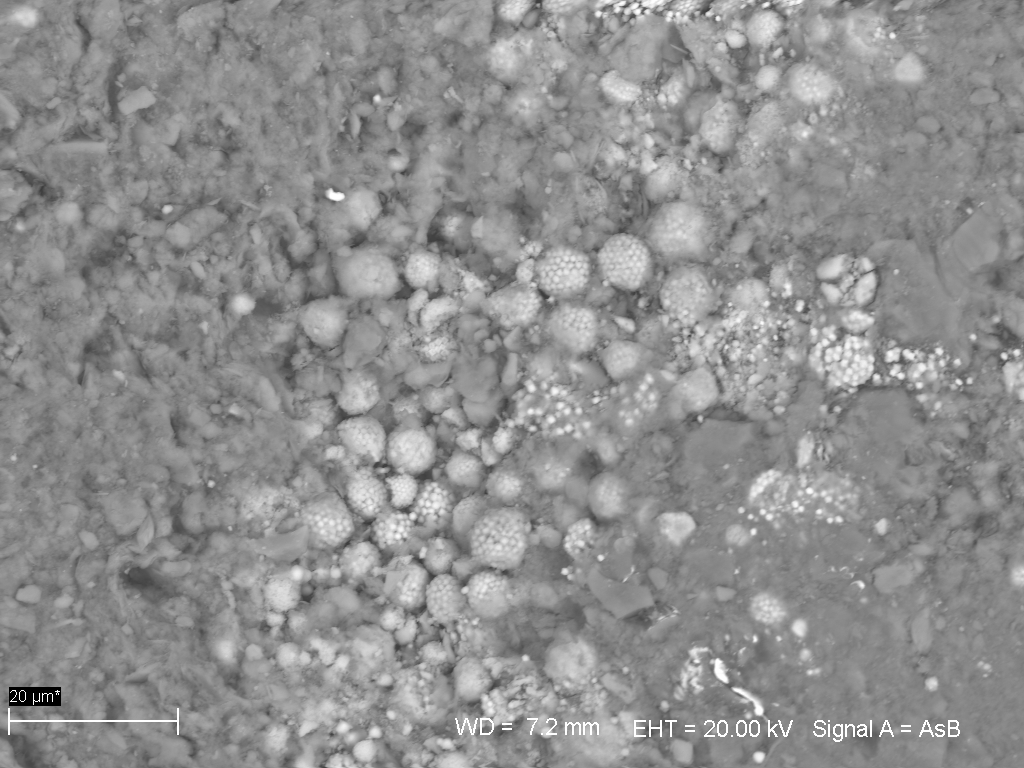 20 µm*
WD = 7.2 mm EHT = 20.00 kV Signal A = AsB